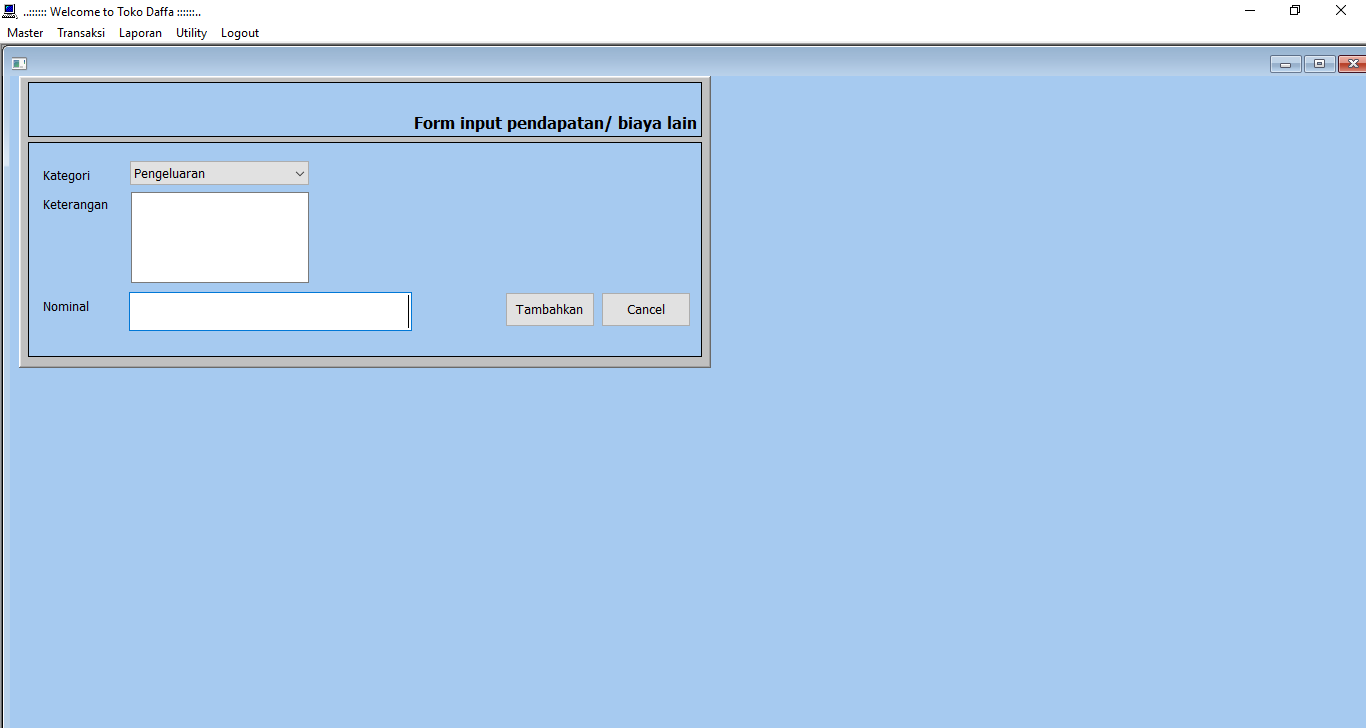 ..:::::: Welcome to Toko Daffa ::::::..
Master Transaksi Laporan Utility Logout
Form input pendapatan/ biaya lain
Kategori Pengeluaran
Keterangan
Nominal Tambahkan Cancel